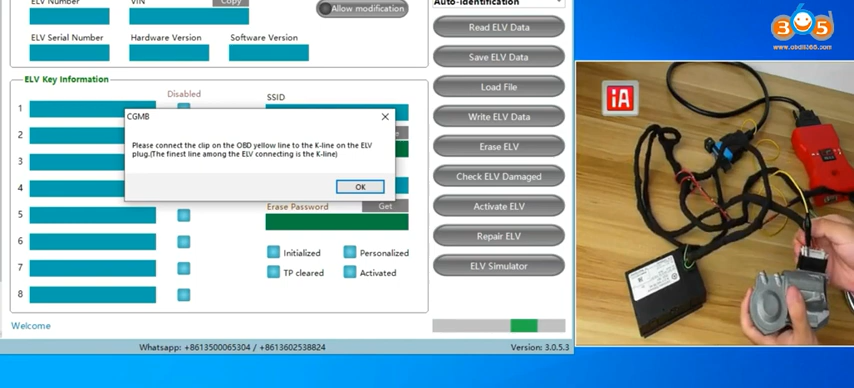 ELV Number
VIN
Copy
Allow modification
Auto-identification
ELV Serial Number
Hardware Version
Software Version
Read ELV Data
Save ELV Data
Load File
Write ELV Data
Erase ELV
Check ELV Damaged
Activate ELV
Repair ELV
ELV Simulator
ELV Key Information
Disabled
SSID
1
2
3
4
5
6
7
8
CGMB
Please connect the clip on the OBD yellow line to the K-line on the ELV
plug.(The finest line among the ELV connecting is the K-line)
OK
Erase Password
Get
Initialized
Personalized
TP cleared
Activated
Welcome
Whatsapp: +8613500065304 / +8613602538824
Version: 3.0.5.3
365
www.obdii365.com
iA